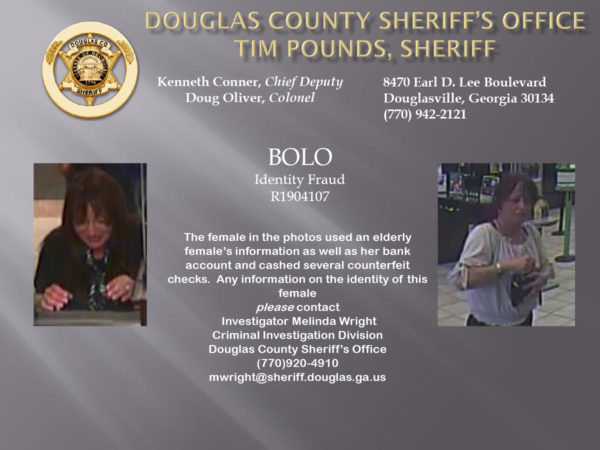 DOUGLAS COUNTY SHERIFF'S OFFICE
TIM POUNDS, SHERIFF
DOUGLAS CO
SHERIFF
Kenneth Conner, Chief Deputy
Doug Oliver, Colonel
8470 Earl D. Lee Boulevard
Douglasville, Georgia 30134
(770) 942-2121
BOLO
Identity Fraud
R1904107
The female in the photos used an elderly
female's information as well as her bank
account and cashed several counterfeit
checks. Any information on the identity of this
female
please contact
Investigator Melinda Wright
Criminal Investigation Division
Douglas County Sheriff's Office
(770)920-4910
mwright@sheriff.douglas.ga.us